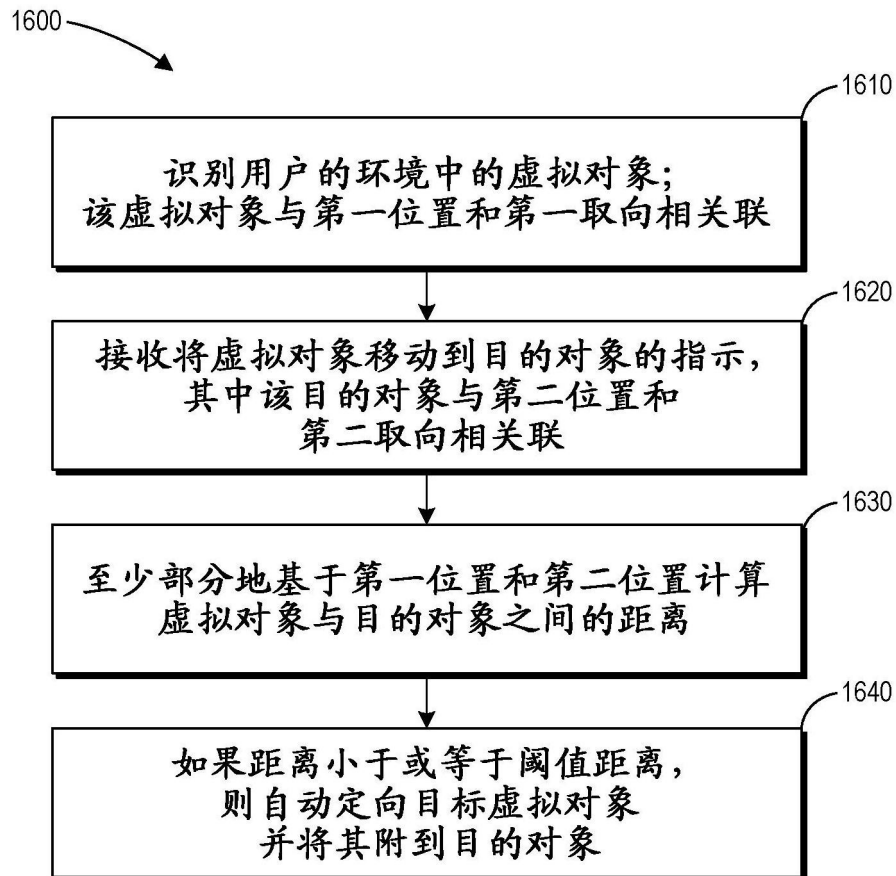 1600
1610
识别用户的环境中的虚拟对象;
该虚拟对象与第一位置和第一取向相关联
1620
接收将虚拟对象移动到目的对象的指示,
其中该目的对象与第二位置和
第二取向相关联
1630
至少部分地基于第一位置和第二位置计算
虚拟对象与目的对象之间的距离
1640
如果距离小于或等于阈值距离,
则自动定向目标虚拟对象
并将其附到目的对象